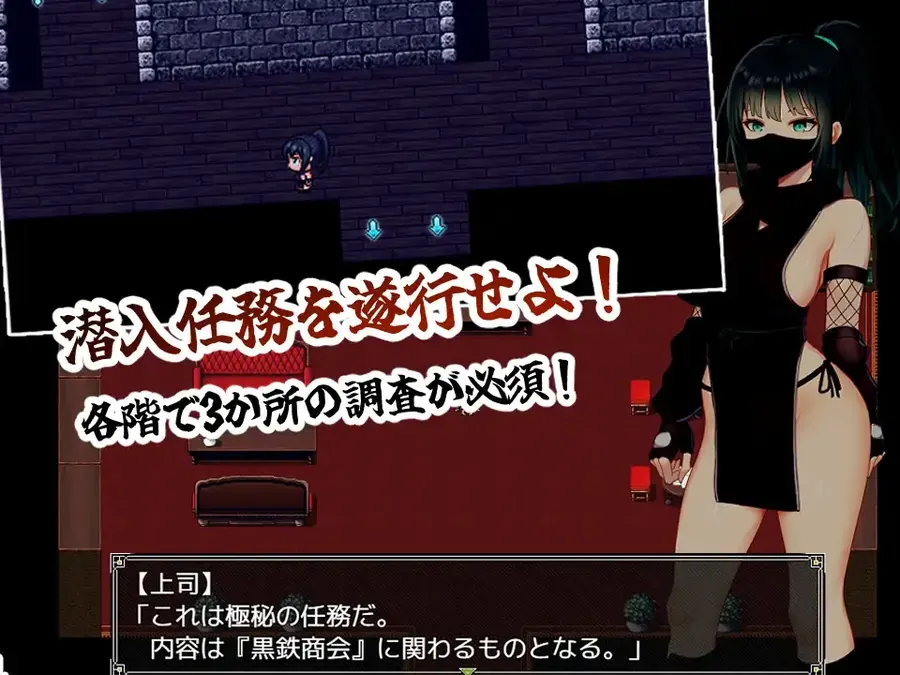 潜入任務を遂行せよ!
各階で3か所の調査が必須!
【上司】
「これは極秘の任務だ。
内容は『黒鉄商会』に関わるものとなる。」